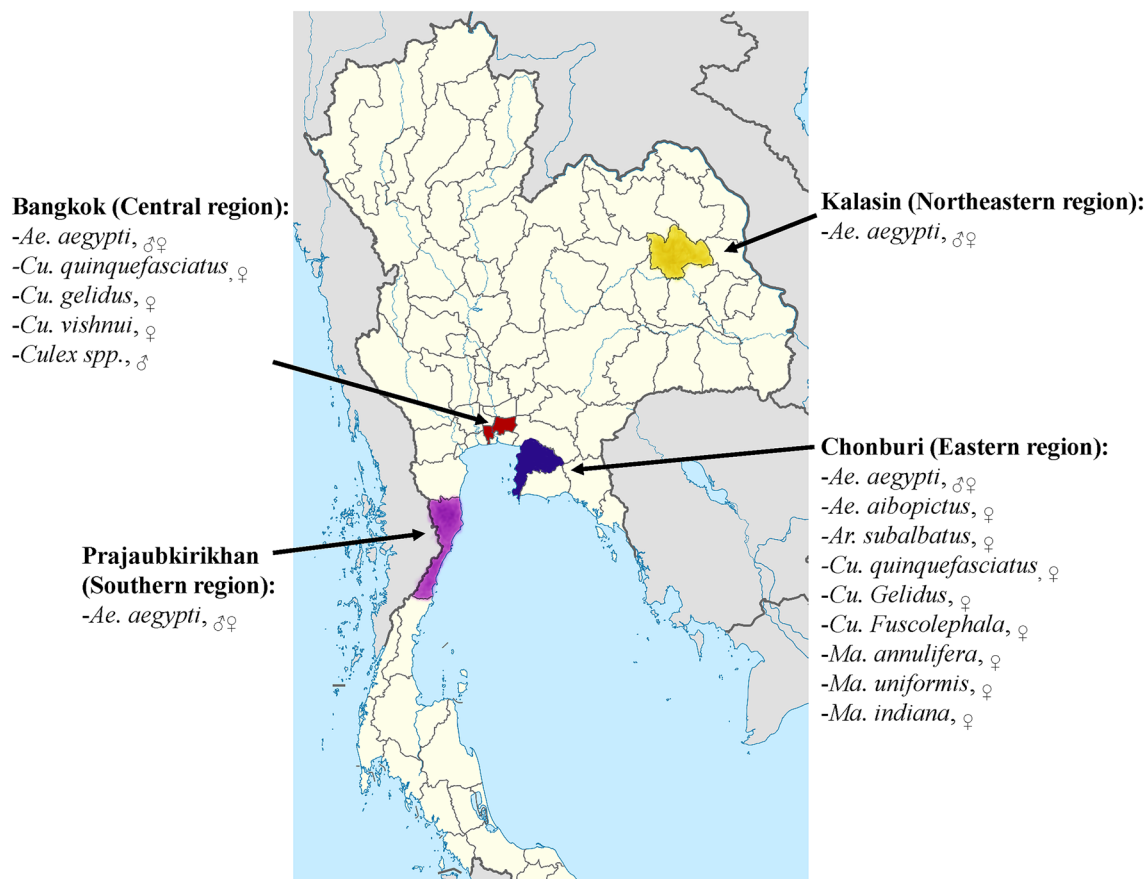 Bangkok (Central region):
-Ae. aegypti, ♂♀
-Cu. quinquefasciatus, ♀
-Cu. gelidus, ♀
-Cu. vishnui, ♀
-Culex spp., ♂
Prajaubkirikhan
(Southern region):
-Ae. aegypti, ♂♀
Kalasin (Northeastern region):
-Ae. aegypti, ♂♀
Chonburi (Eastern region):
-Ae. aegypti, ♂♀
-Ae. aibopictus, ♀
-Ar. subalbatus, ♀
-Cu. quinquefasciatus, ♀
-Cu. Gelidus, ♀
-Cu. Fuscolephala, ♀
-Ma. annulifera, ♀
-Ma. uniformis, ♀
-Ma. indiana, ♀